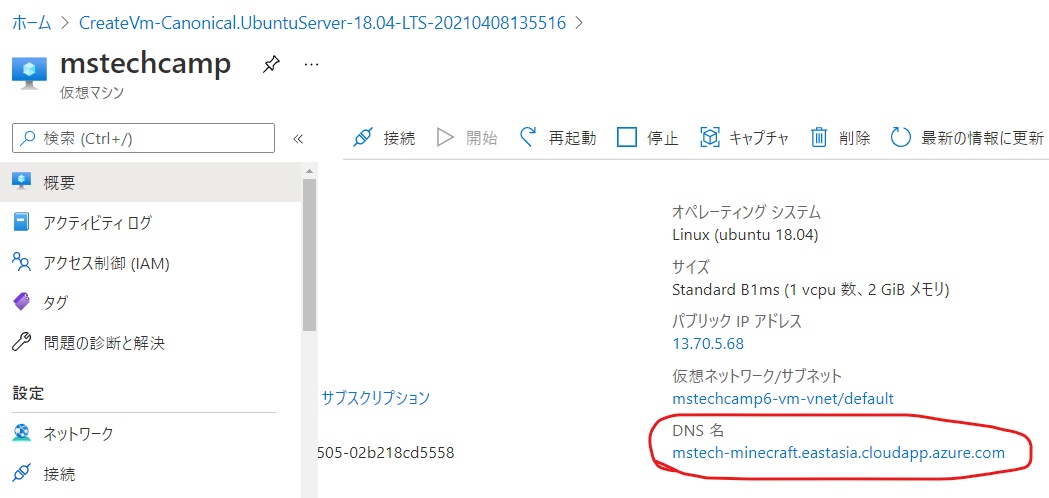 ホーム > CreateVm-Canonical.UbuntuServer-18.04-LTS-20210408135516 >
mstechcamp
仮想マシン
検索 (Ctrl+/)
接続 開始 再起動 停止 キャプチャ 削除 最新の情報に更新
概要
アクティビティ ログ
アクセス制御 (IAM)
タグ
問題の診断と解決
設定
ネットワーク
接続
サブスクリプション
505-02b218cd5558
オペレーティング システム
Linux (ubuntu 18.04)
サイズ
Standard B1ms (1 vcpu 数、2 GiB メモリ)
パブリック IP アドレス
13.70.5.68
仮想ネットワーク/サブネット
mstechcamp6-vm-vnet/default
DNS 名
mstech-minecraft.eastasia.cloudapp.azure.com